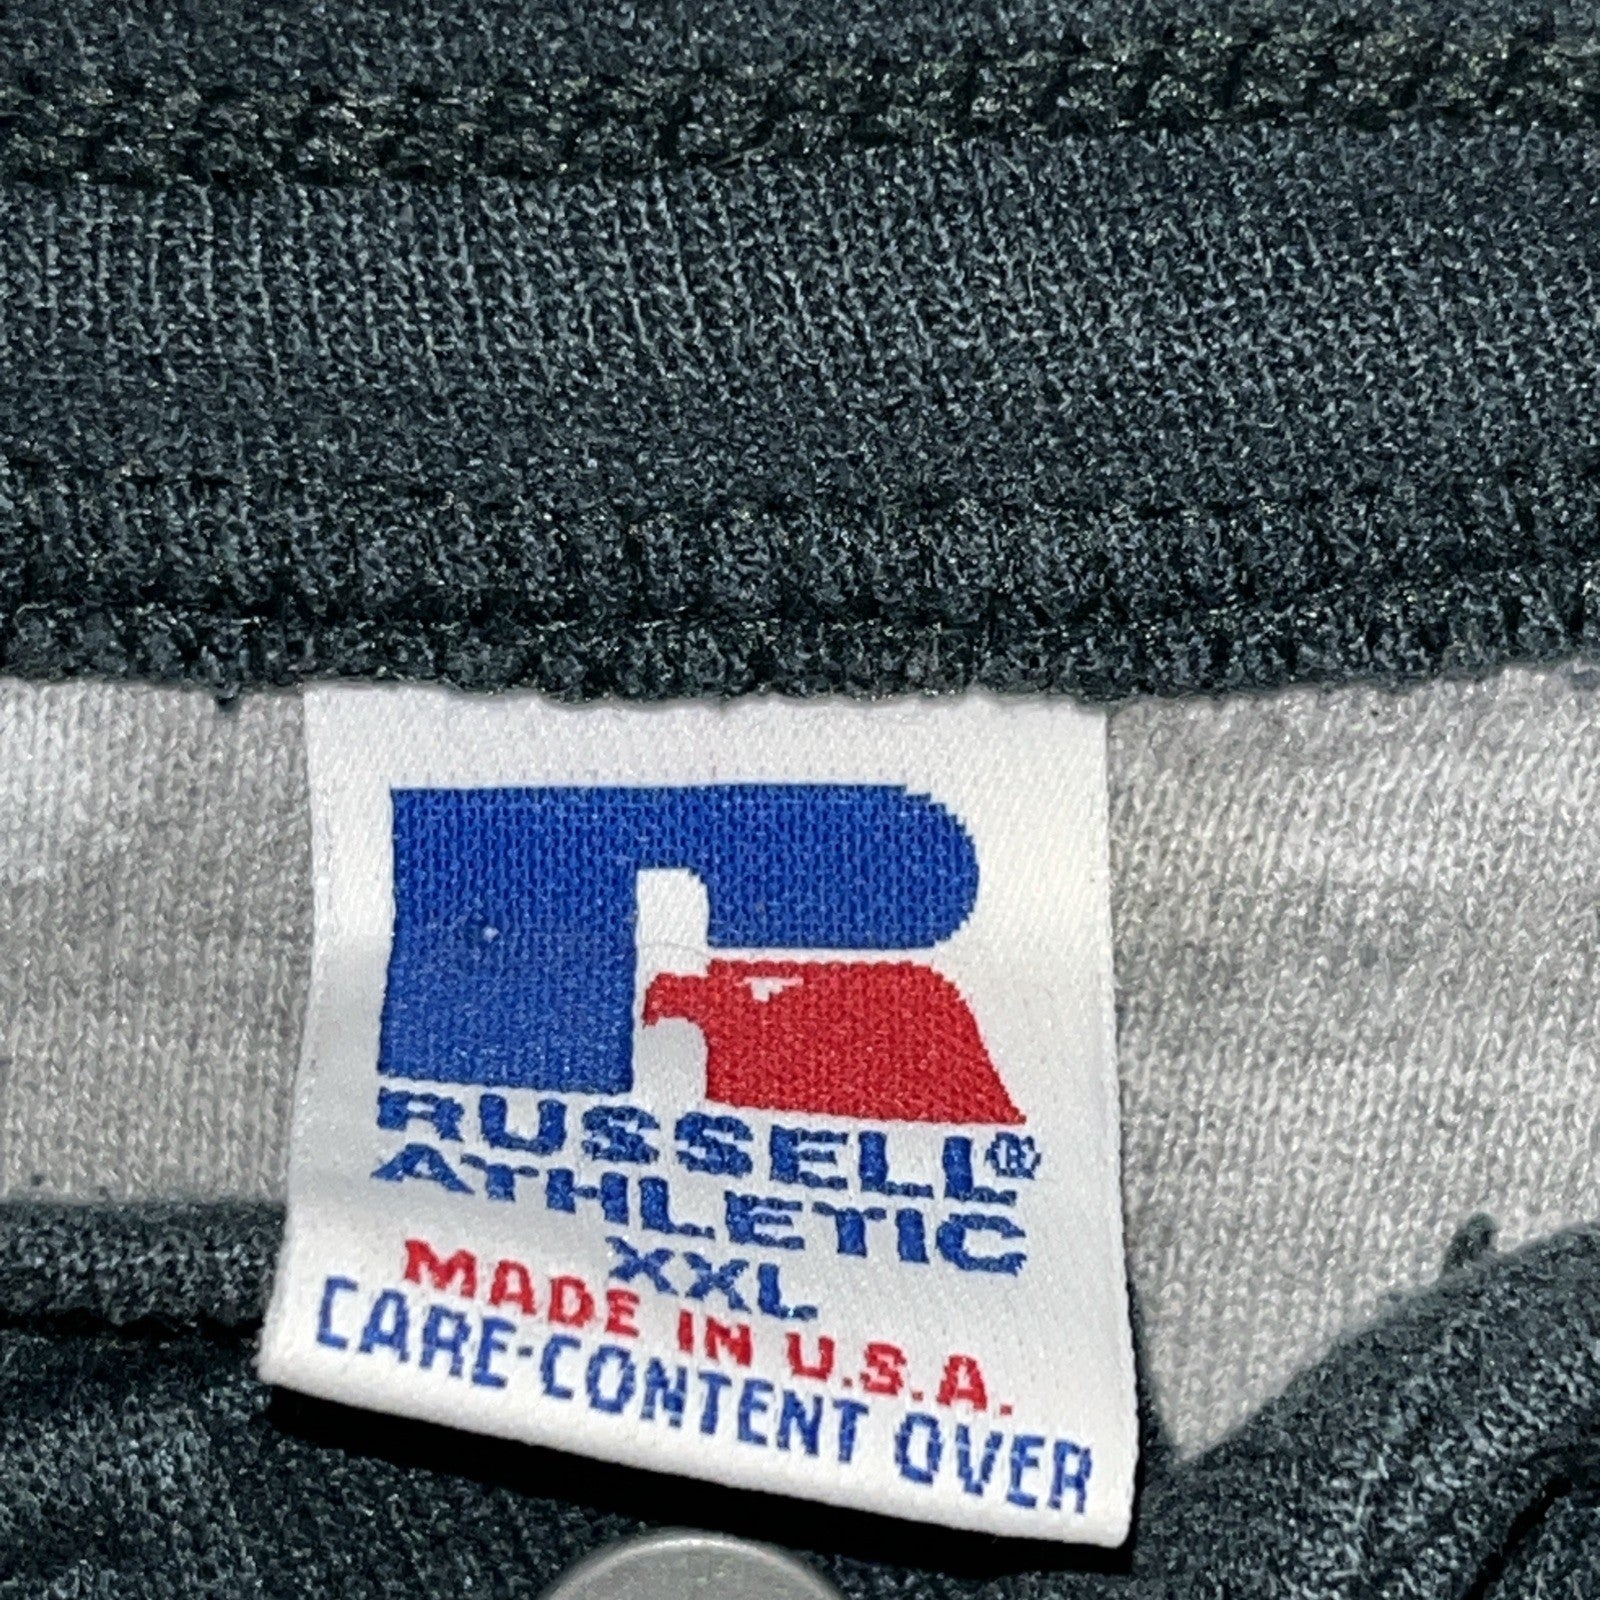 RUSSELL®
ATHLETIC
XXL
MADE IN U.S.A.
CARE-CONTENT OVER